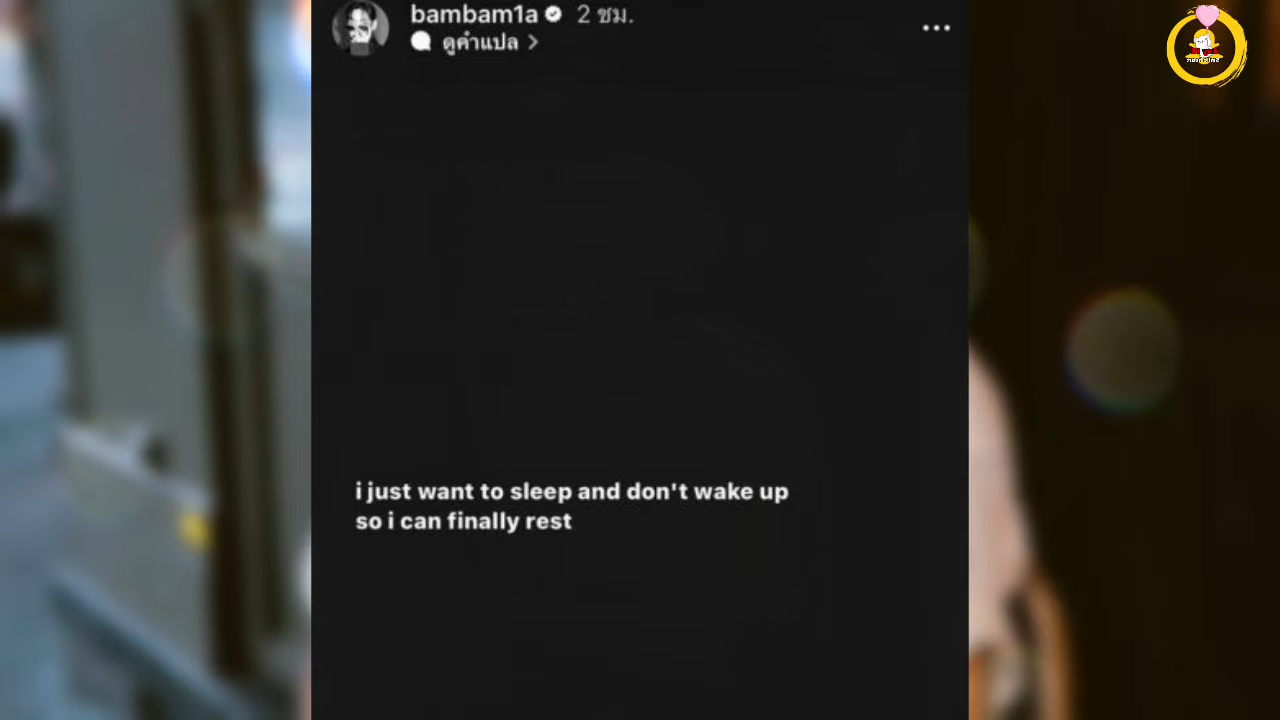 bambam1a 2 ชม.
ดูคำแปล
i just want to sleep and don't wake up
so i can finally rest